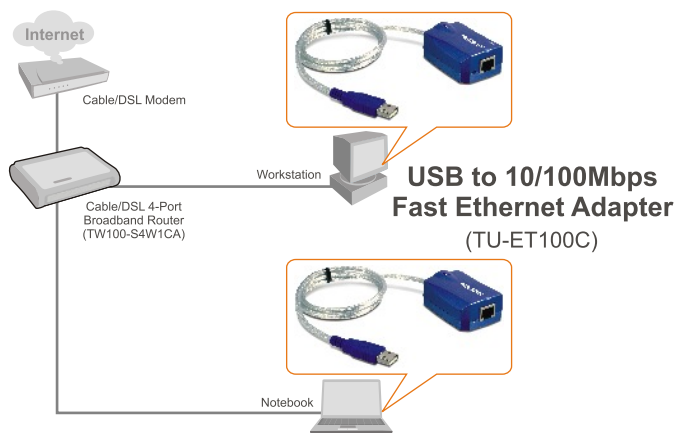 Internet
Cable/DSL Modem
Workstation
Cable/DSL 4-Port
Broadband Router
(TW100-S4W1CA)
USB to 10/100Mbps
Fast Ethernet Adapter
(TU-ET100C)
Notebook